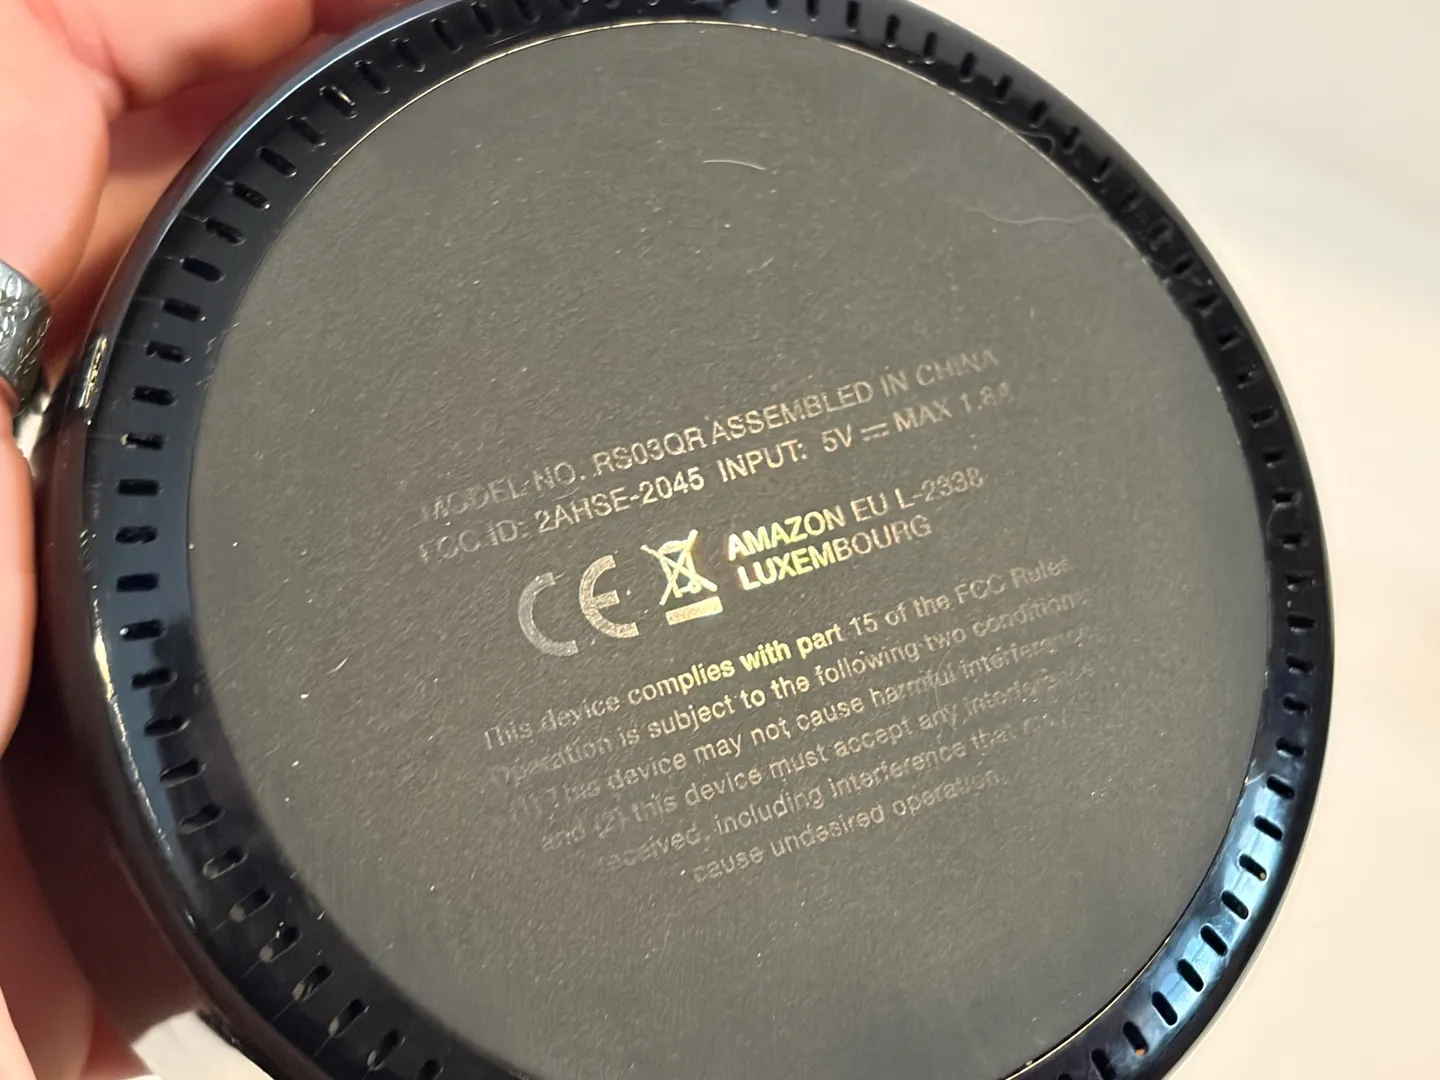 MODEL NO. RS03QR ASSEMBLED IN CHINA
FCC ID: 2AHSE-2045 INPUT: 5V ⎓ MAX 1.8A
CE AMAZON EU L-2338
LUXEMBOURG
This device complies with part 15 of the FCC Rules
Operation is subject to the following two conditions
(1) This device may not cause harmful interference
and (2) this device must accept any interference
received, including interference that may
cause undesired operation.